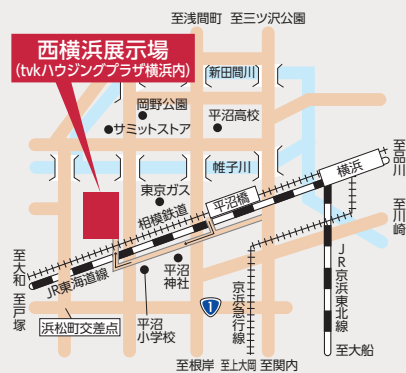 至浅間町 至三ツ沢公園
西横浜展示場
(tvkハウジングプラザ横浜内)
新田間川
岡野公園
平沼高校
サミットストア
帷子川
横浜
至品川
東京ガス
平沼橋
相模鉄道
至川崎
至大和
至戸塚
JR東海道線
平沼
神社
平沼
小学校
浜松町交差点
1
京浜急行線
JR京浜東北線
至大船
至根岸 至上大岡 至関内